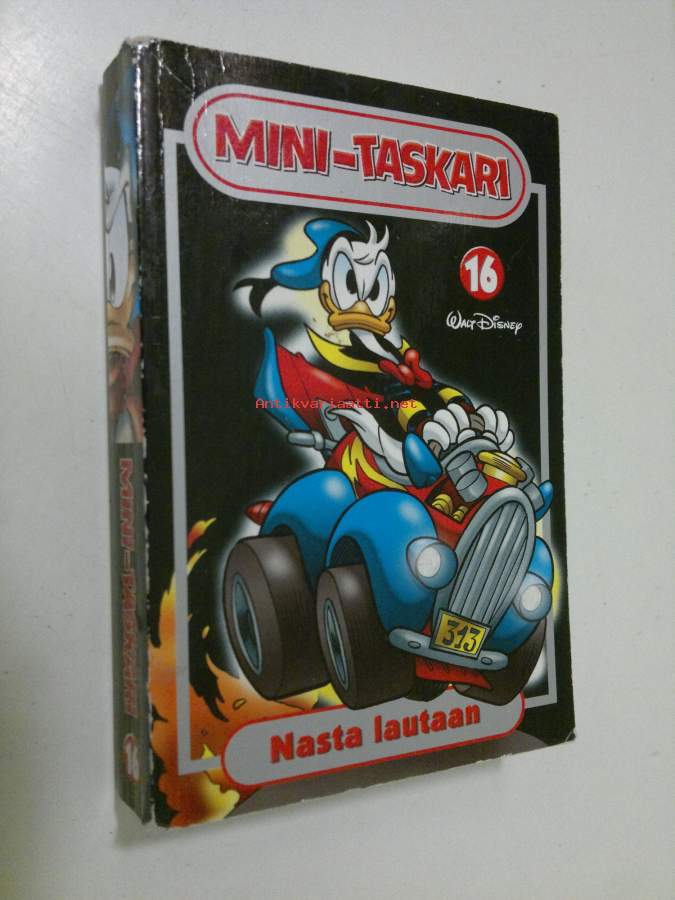 MINI-TASKARI
16
WALT DISNEY
Antikvariaatti.net
313
Nasta lautaan
MINI-TASKARI
16